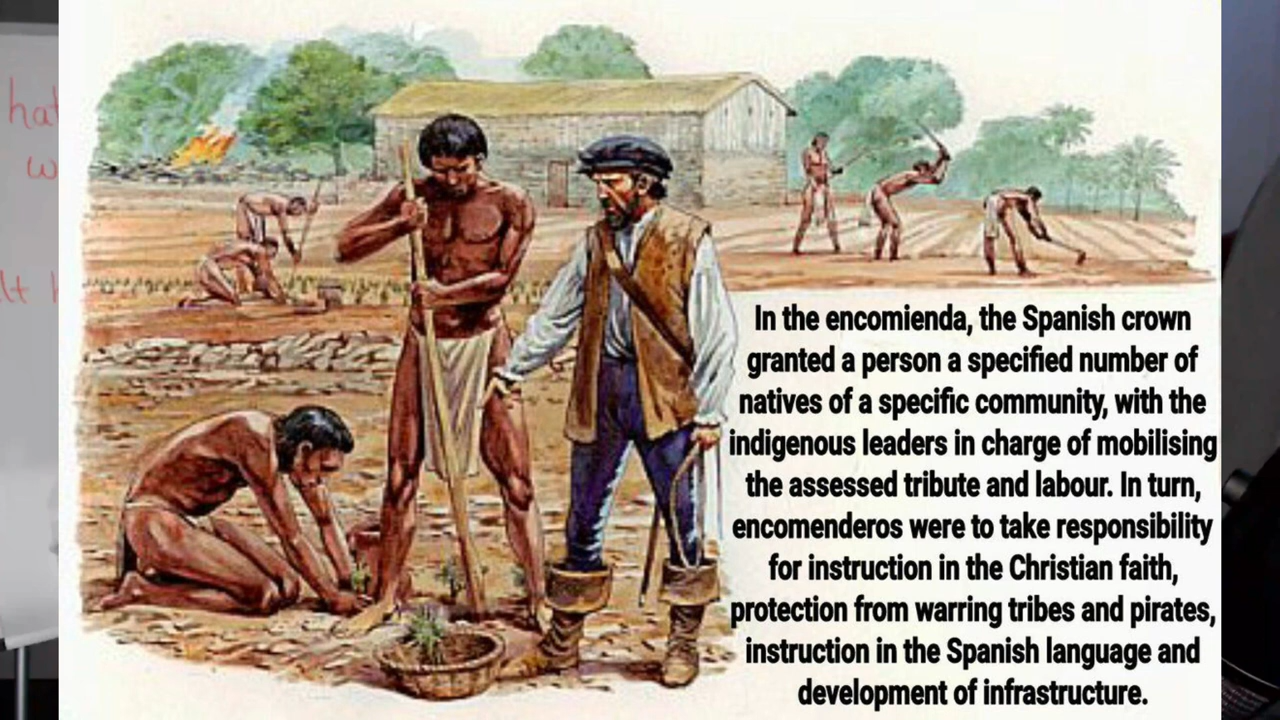 In the encomienda, the Spanish crown
granted a person a specified number of
natives of a specific community, with the
indigenous leaders in charge of mobilising
the assessed tribute and labour. In turn,
encomenderos were to take responsibility
for instruction in the Christian faith,
protection from warring tribes and pirates,
instruction in the Spanish language and
development of infrastructure.